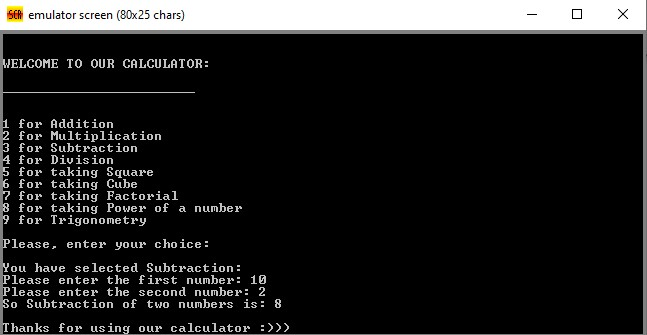 SCR
emulator screen (80x25 chars)
WELCOME TO OUR CALCULATOR:
________________________
1 for Addition
2 for Multiplication
3 for Subtraction
4 for Division
5 for taking Square
6 for taking Cube
7 for taking Factorial
8 for taking Power of a number
9 for Trigonometry
Please, enter your choice:
You have selected Subtraction:
Please enter the first number: 10
Please enter the second number: 2
So Subtraction of two numbers is: 8
Thanks for using our calculator :)))